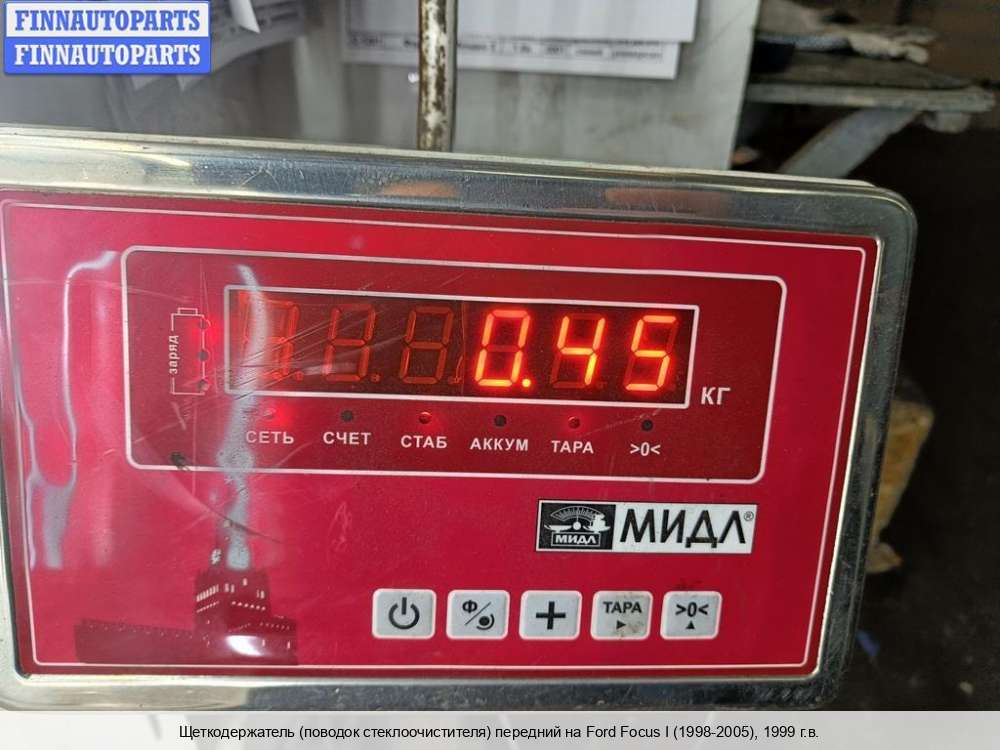 FINNAUTOPARTS
FINNAUTOPARTS
заряд
0.45
КГ
СЕТЬ СЧЕТ СТАБ АККУМ ТАРА >0<
МИДЛ МИДЛ®
Ф ТАРА >0<
Щеткодержатель (поводок стеклоочистителя) передний на Ford Focus I (1998-2005), 1999 г.в.